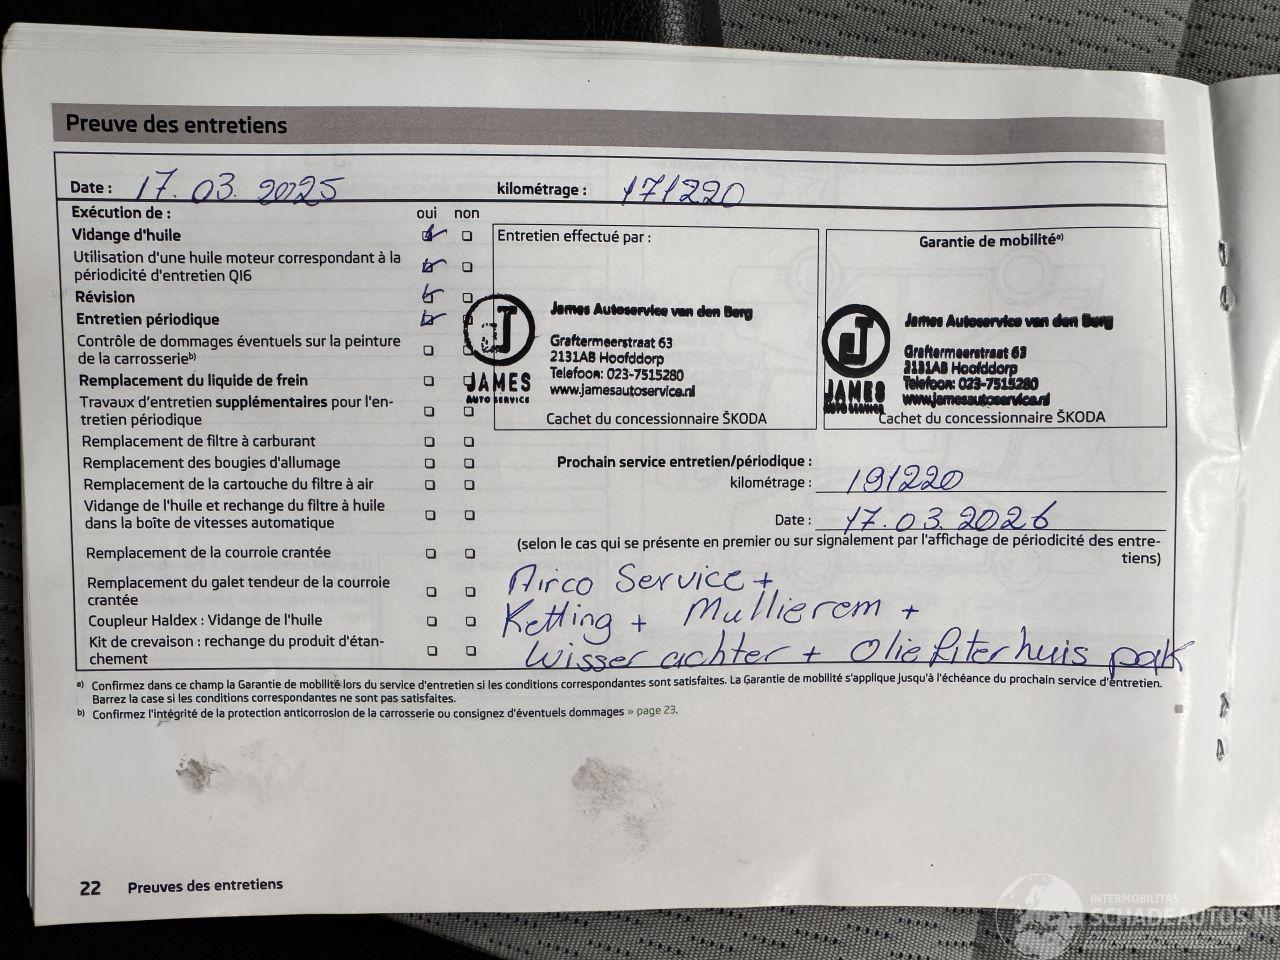 Preuve des entretiens
Date : 17.03.2025 kilométrage : 171220
Exécution de : oui non
Vidange d'huile
Utilisation d'une huile moteur correspondant à la
périodicité d'entretien QI6
Révision
Entretien périodique
Contrôle de dommages éventuels sur la peinture
de la carrosserie b)
Remplacement du liquide de frein
Travaux d'entretien supplémentaires pour l'en-
tretien périodique
Remplacement de filtre à carburant
Remplacement des bougies d'allumage
Remplacement de la cartouche du filtre à air
Vidange de l'huile et rechange du filtre à huile
dans la boîte de vitesses automatique
Remplacement de la courroie crantée
Remplacement du galet tendeur de la courroie
crantée
Coupleur Haldex : Vidange de l'huile
Kit de crevaison : rechange du produit d'étan-
chement
Entretien effectué par :
James Autoservice van den Berg
Graftermeerstraat 63
2131AB Hoofddorp
Telefoon: 023-7515280
www.jamesautoservice.nl
JAMES
AUTO SERVICE
Cachet du concessionnaire ŠKODA
Garantie de mobilité a)
James Autoservice van den Berg
Graftermeerstraat 63
2131AB Hoofddorp
Telefoon: 023-7515280
www.jamesautoservice.nl
JAMES
AUTO SERVICE
Cachet du concessionnaire ŠKODA
Prochain service entretien/périodique :
kilométrage : 191220
Date : 17.03.2026
(selon le cas qui se présente en premier ou sur signalement par l'affichage de périodicité des entre-
tiens)
Airco Service +
Ketting + Mullierem +
Wisser achter + Oliefilterhuis pak
a) Confirmez dans ce champ la Garantie de mobilité lors du service d'entretien si les conditions correspondantes sont satisfaites. La Garantie de mobilité s'applique jusqu'à l'échéance du prochain service d'entretien.
Barrez la case si les conditions correspondantes ne sont pas satisfaites.
b) Confirmez l'intégrité de la protection anticorrosion de la carrosserie ou consignez d'éventuels dommages » page 23.
22 Preuves des entretiens
INTERMOBILITAS
SCHADEAUTOS.NL